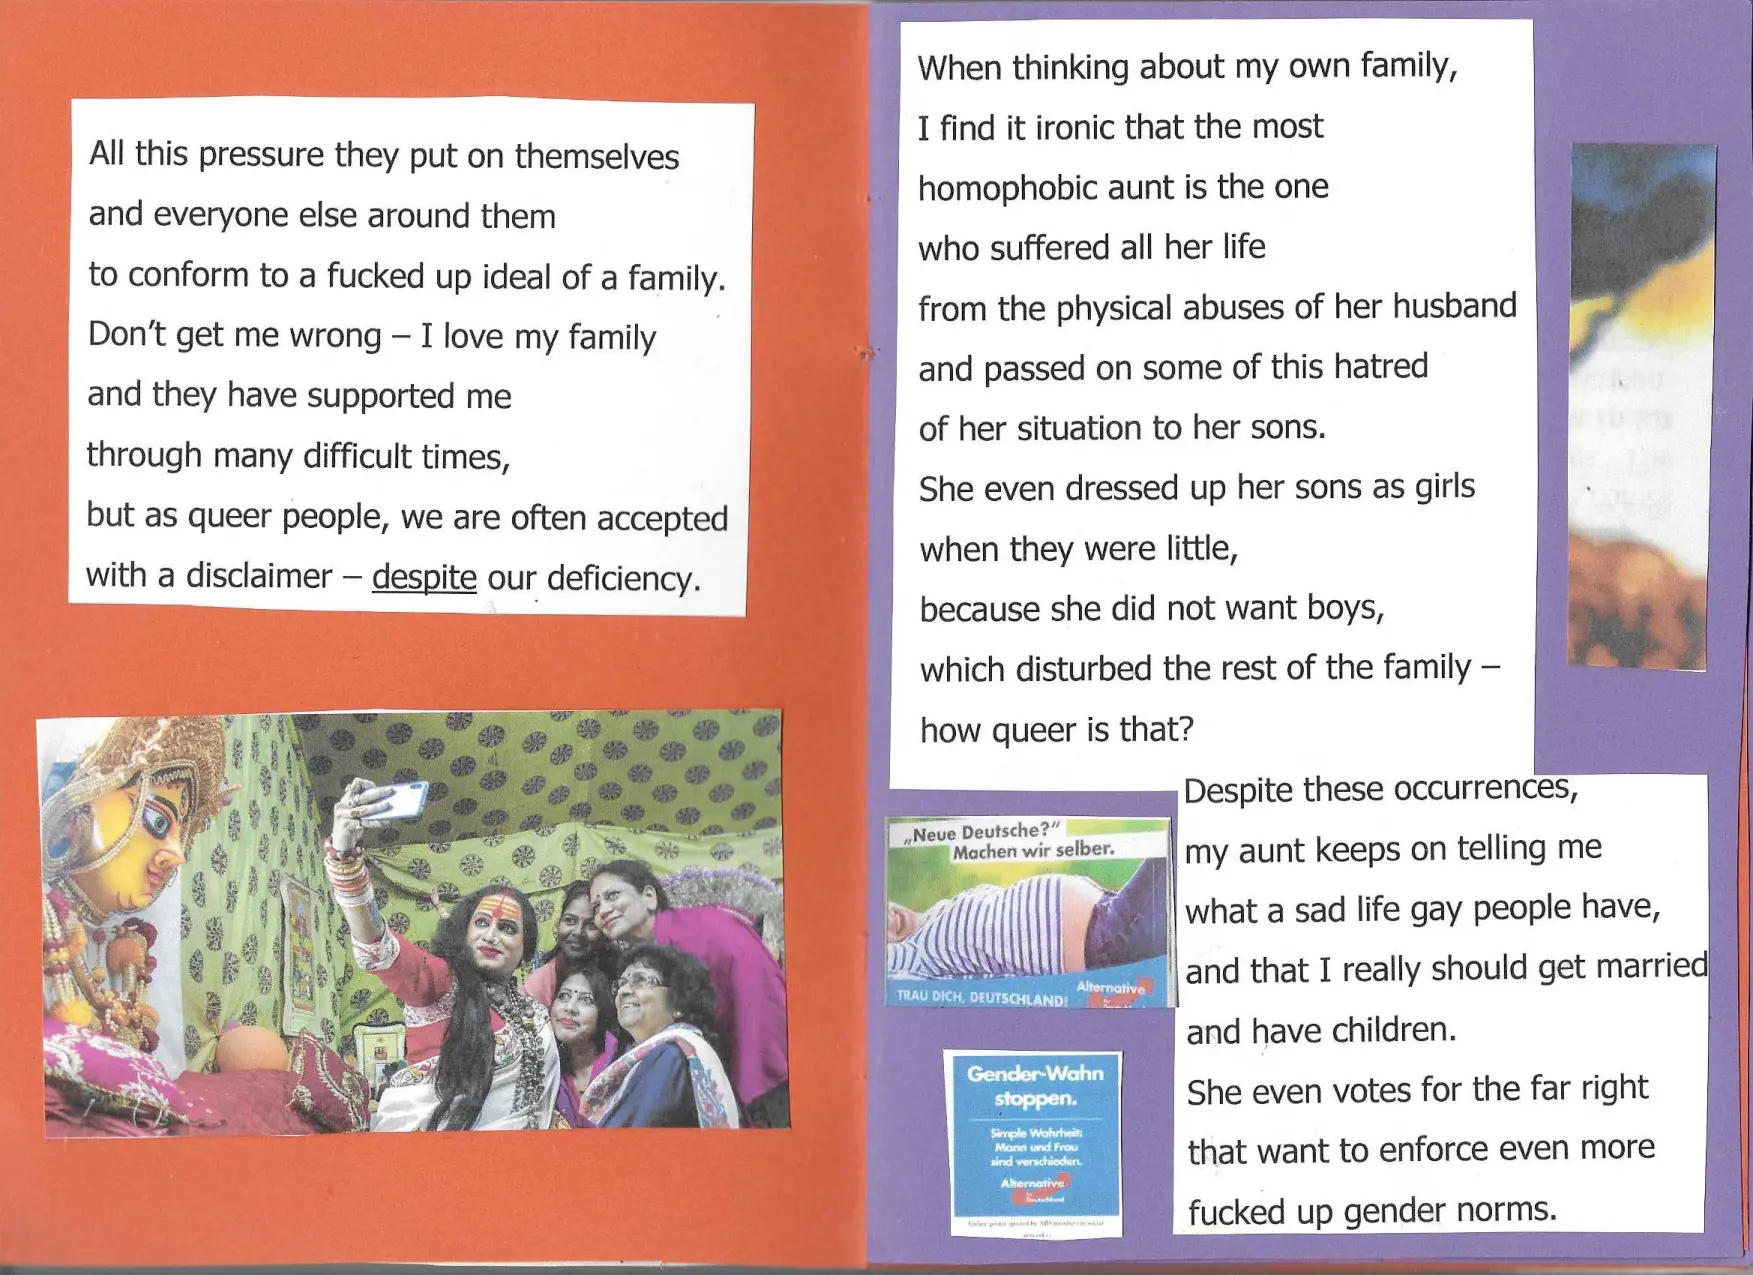 All this pressure they put on themselves
and everyone else around them
to conform to a fucked up ideal of a family.
Don't get me wrong – I love my family
and they have supported me
through many difficult times,
but as queer people, we are often accepted
with a disclaimer – despite our deficiency.
When thinking about my own family,
I find it ironic that the most
homophobic aunt is the one
who suffered all her life
from the physical abuses of her husband
and passed on some of this hatred
of her situation to her sons.
She even dressed up her sons as girls
when they were little,
because she did not want boys,
which disturbed the rest of the family –
how queer is that?
Despite these occurrences,
my aunt keeps on telling me
what a sad life gay people have,
and that I really should get married
and have children.
She even votes for the far right
that want to enforce even more
fucked up gender norms.
„Neue Deutsche?“
Machen wir selber.
TRAU DICH, DEUTSCHLAND!
Alternative
Gender-Wahn
stoppen.
Simple Wahrheit:
Mann und Frau
sind verschieden.
Alternative
für Deutschland